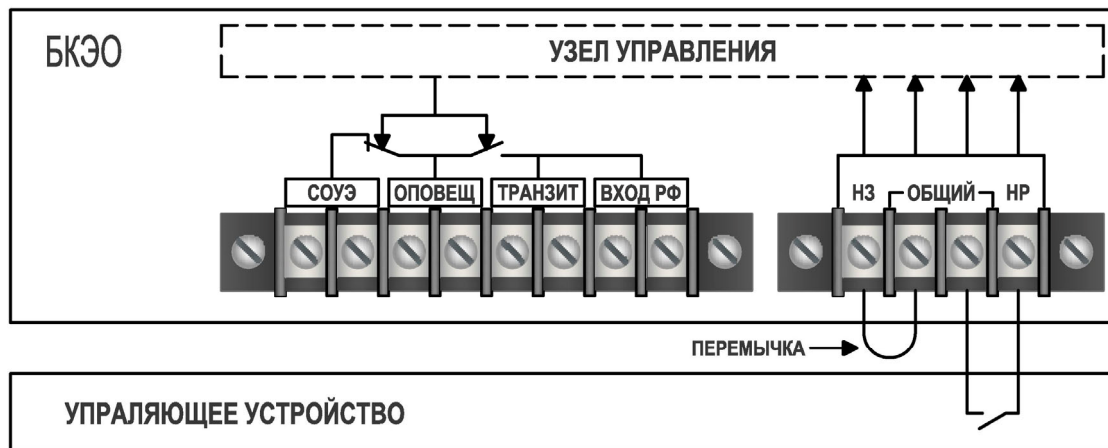 БКЭО
УЗЕЛ УПРАВЛЕНИЯ
СОУЭ ОПОВЕЩ ТРАНЗИТ ВХОД РФ
НЗ ОБЩИЙ НР
ПЕРЕМЫЧКА
УПРАЛЯЮЩЕЕ УСТРОЙСТВО